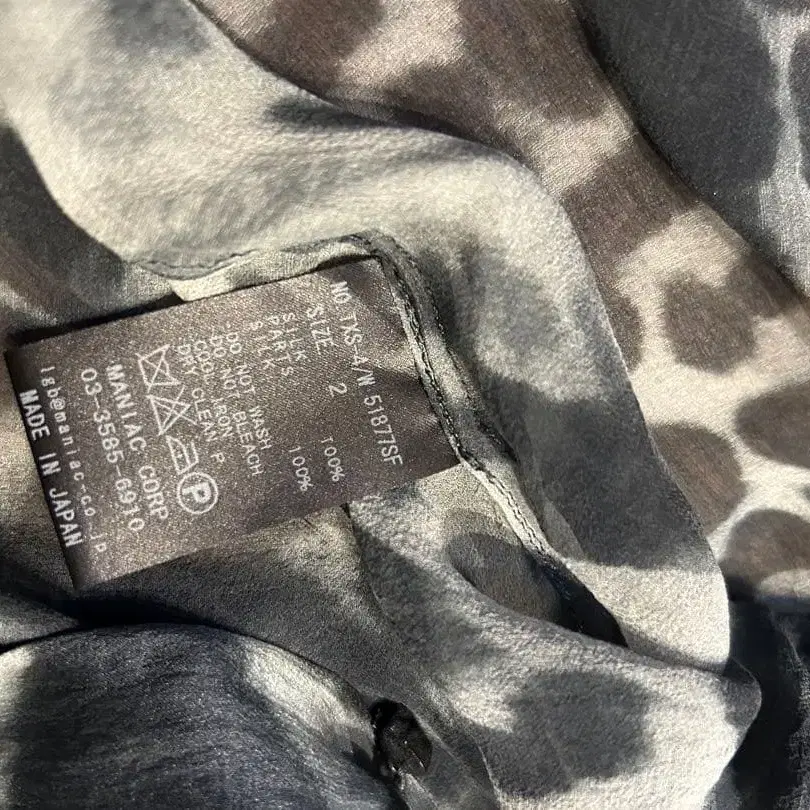 NO.TXS-A/W 51877SF
SIZE 2
SILK 100%
PARTS
SILK 100%
·DO NOT WASH
·DO NOT BLEACH
COOL IRON
DRY CLEAN P
P
MANIAC CORP
03-3585-6910
lgb@maniac-co.jp
MADE IN JAPAN